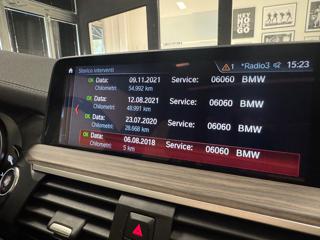 1 *Radio3 15:23
Storico interventi
OK Data: 09.11.2021 Service: 06060 BMW
Chilometri: 54.992 km
OK Data: 12.08.2021 Service: 06060 BMW
Chilometri: 48.991 km
OK Data: 23.07.2020 Service: 06060 BMW
Chilometri: 28.668 km
OK Data: 06.08.2018 Service: 06060 BMW
Chilometri: 5 km